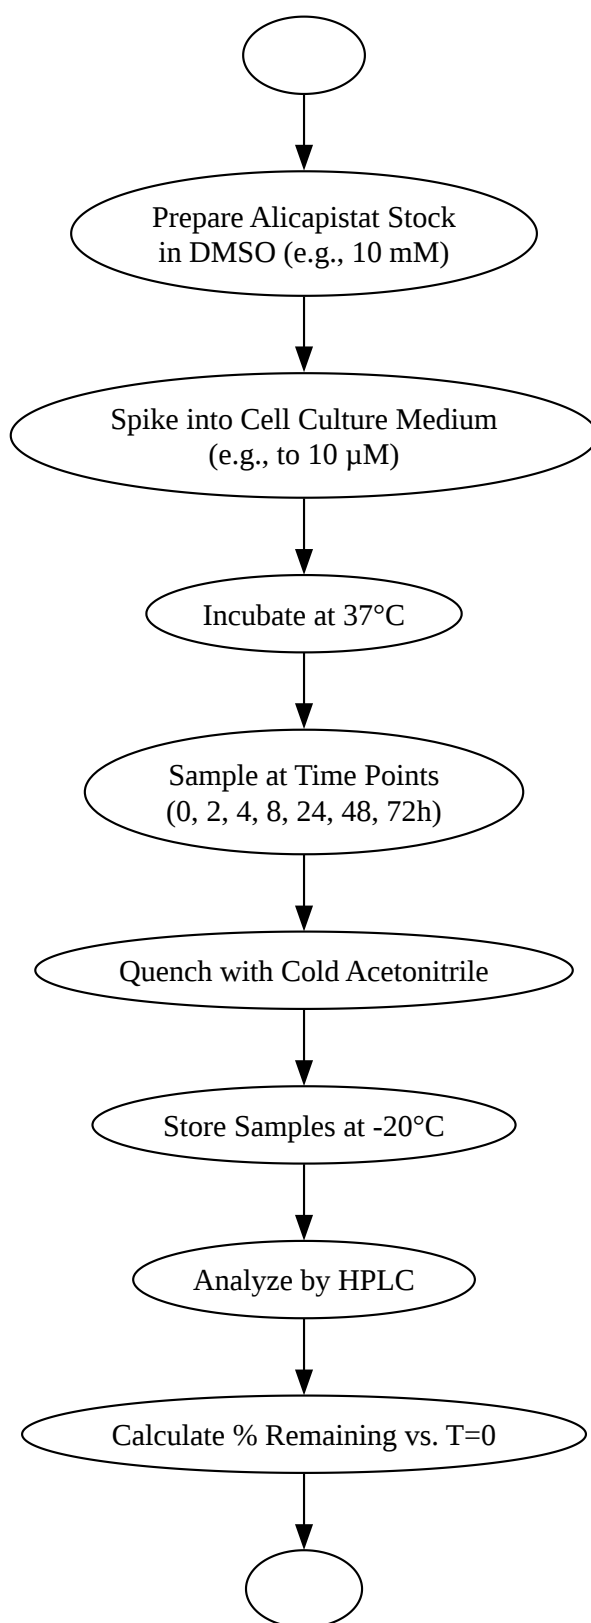 Prepare Alicapistat Stock
in DMSO (e.g., 10 mM)
Spike into Cell Culture Medium
(e.g., to 10 µM)
Incubate at 37°C
Sample at Time Points
(0, 2, 4, 8, 24, 48, 72h)
Quench with Cold Acetonitrile
Store Samples at -20°C
Analyze by HPLC
Calculate % Remaining vs. T=0